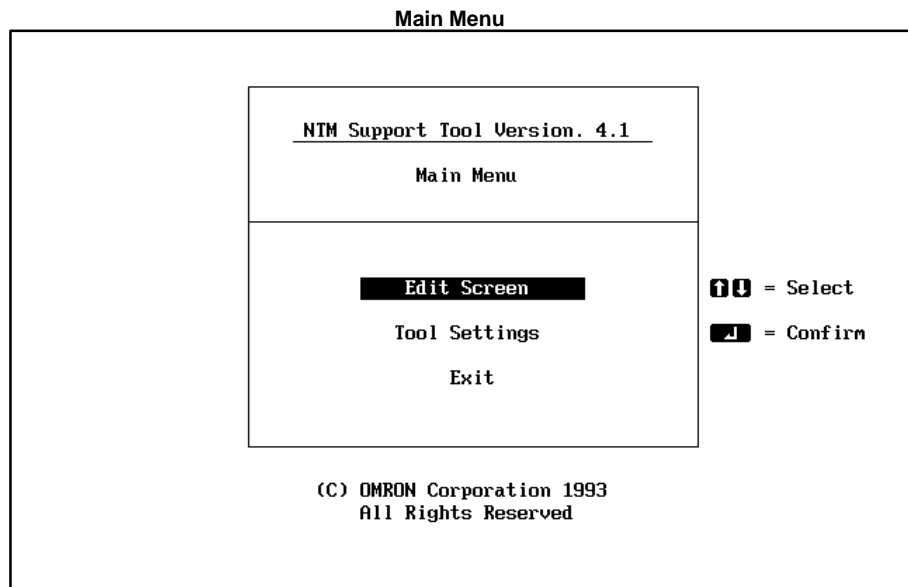 Main Menu
NTM Support Tool Version. 4.1
Main Menu
Edit Screen
↑↓ = Select
Tool Settings
↵ = Confirm
Exit
(C) OMRON Corporation 1993
All Rights Reserved